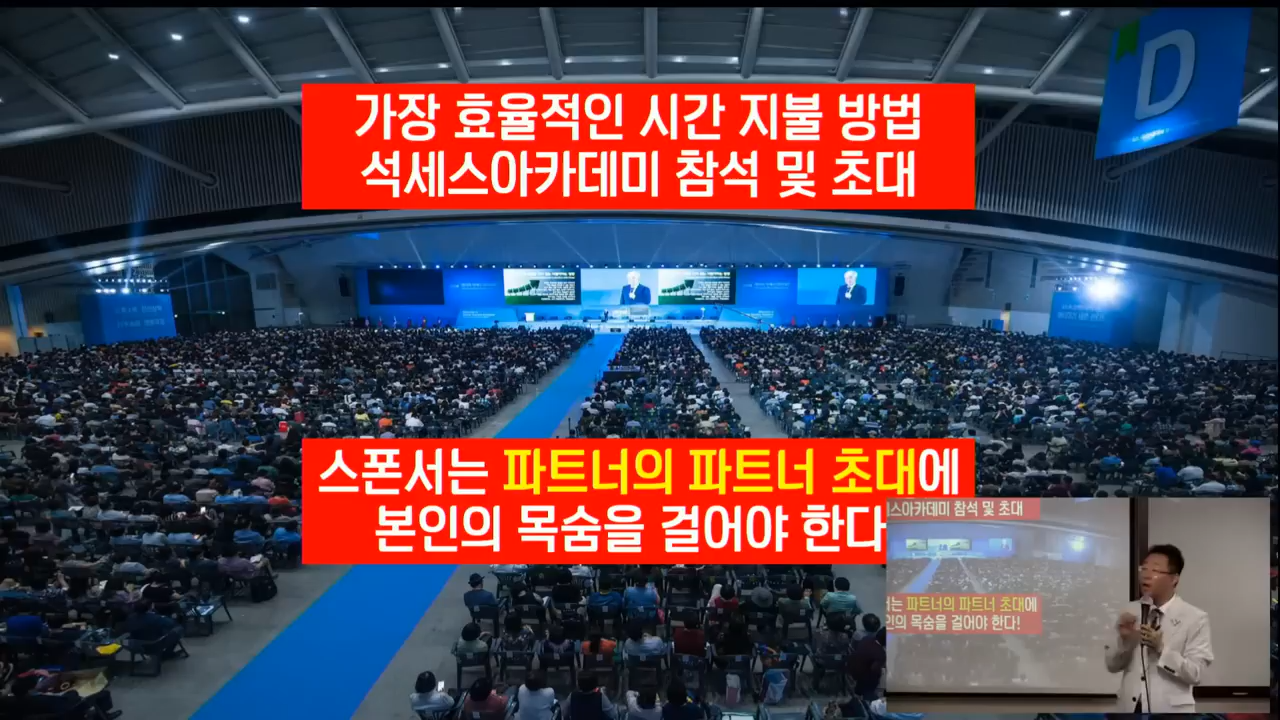 D
가장 효율적인 시간 지불 방법
석세스아카데미 참석 및 초대
스폰서는 파트너의 파트너 초대에
본인의 목숨을 걸어야 한다
스아카데미 참석 및 초대
는 파트너의 파트너 초대에
인의 목숨을 걸어야 한다!